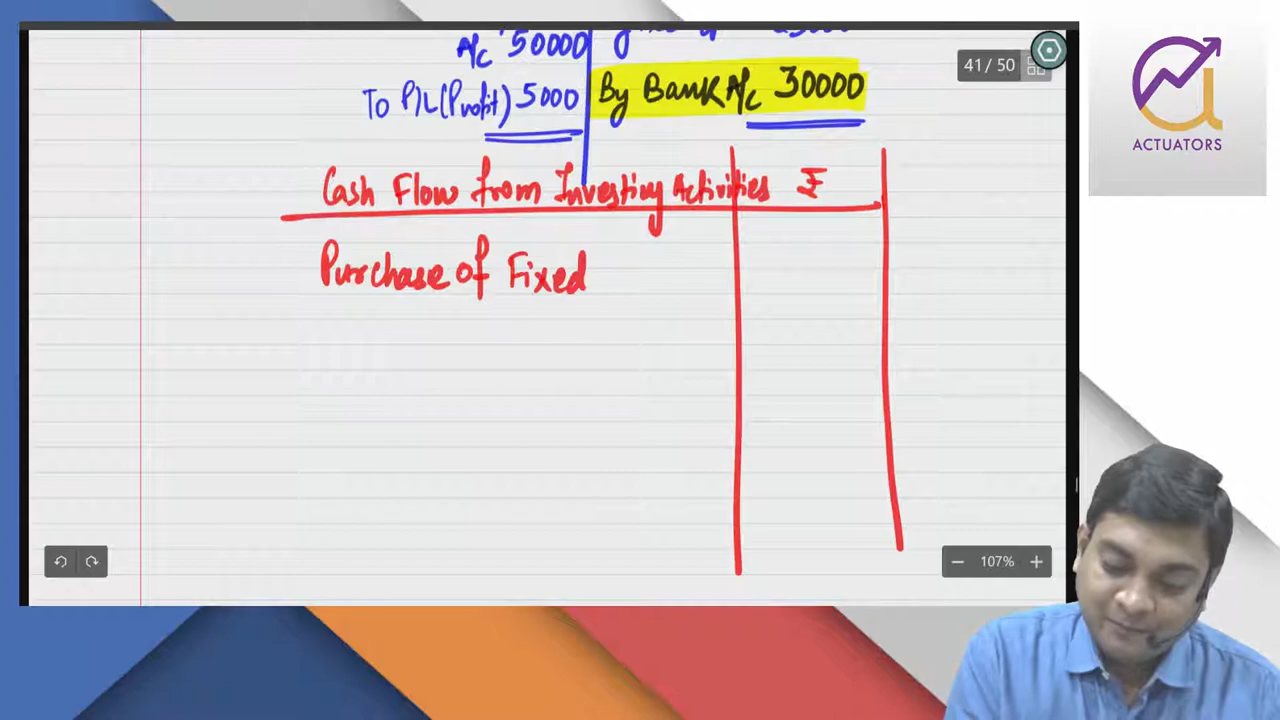 A/c 50000
To P/L (Profit) 5000
By Bank A/c 30000
Cash Flow from Investing Activities ₹
Purchase of Fixed
41 / 50
107%
ACTUATORS